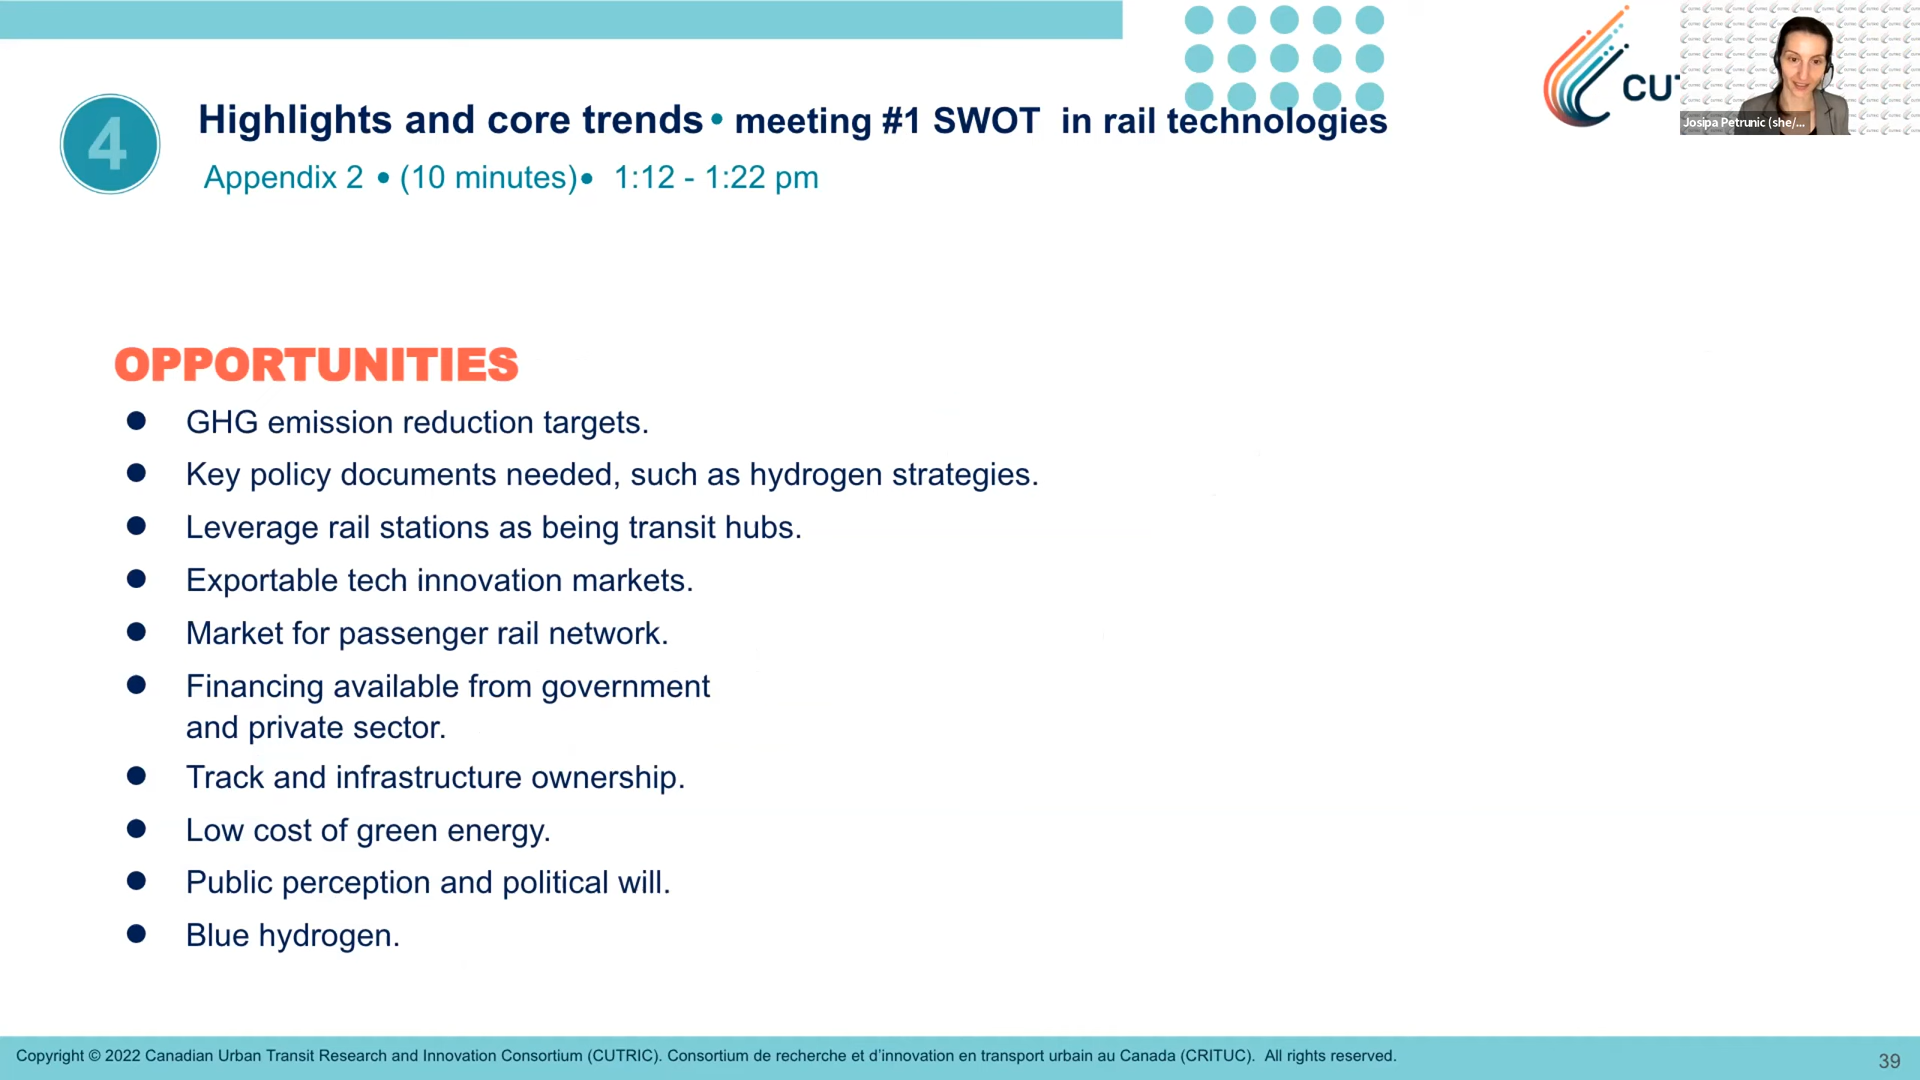 CUT
Josipa Petrunic (she/...
4
Highlights and core trends • meeting #1 SWOT in rail technologies
Appendix 2 • (10 minutes) • 1:12 - 1:22 pm
OPPORTUNITIES
● GHG emission reduction targets.
● Key policy documents needed, such as hydrogen strategies.
● Leverage rail stations as being transit hubs.
● Exportable tech innovation markets.
● Market for passenger rail network.
● Financing available from government
and private sector.
● Track and infrastructure ownership.
● Low cost of green energy.
● Public perception and political will.
● Blue hydrogen.
Copyright © 2022 Canadian Urban Transit Research and Innovation Consortium (CUTRIC). Consortium de recherche et d’innovation en transport urbain au Canada (CRITUC). All rights reserved.
39